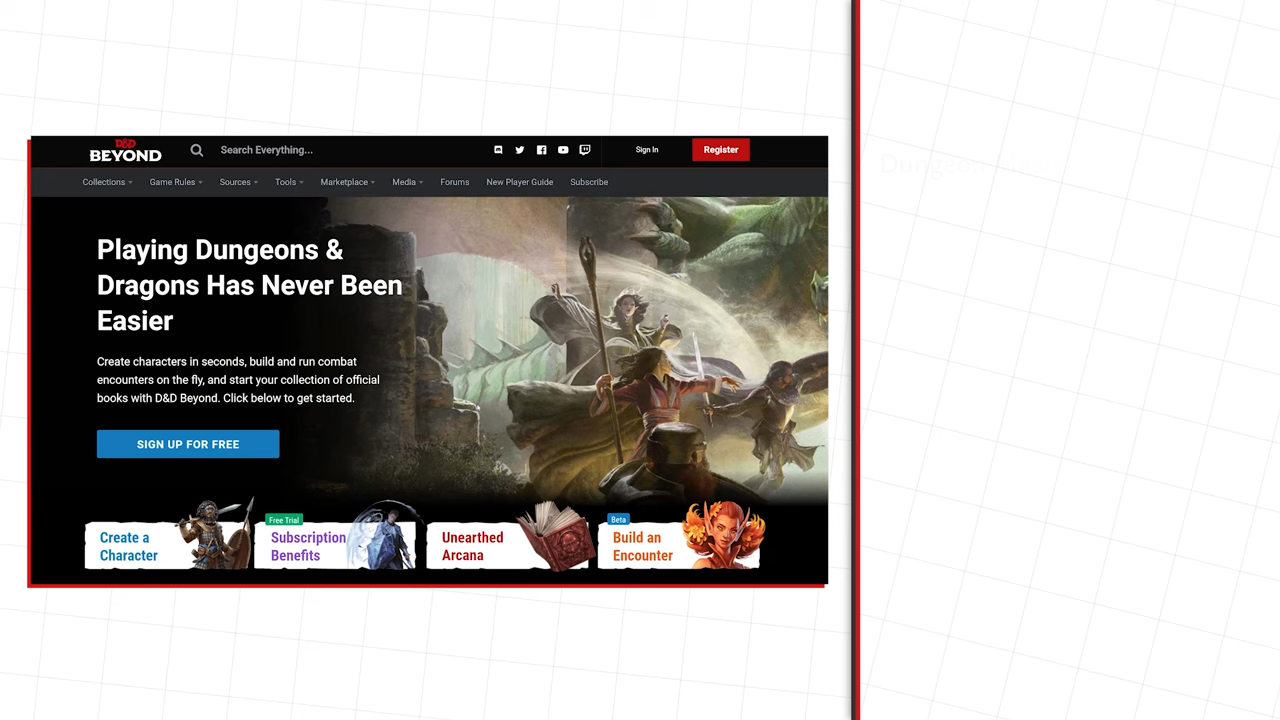 D&D
BEYOND
Search Everything...
Sign In
Register
Collections
Game Rules
Sources
Tools
Marketplace
Media
Forums
New Player Guide
Subscribe
Playing Dungeons &
Dragons Has Never Been
Easier
Create characters in seconds, build and run combat
encounters on the fly, and start your collection of official
books with D&D Beyond. Click below to get started.
SIGN UP FOR FREE
Create a
Character
Free Trial
Subscription
Benefits
Unearthed
Arcana
Beta
Build an
Encounter
Dungeon